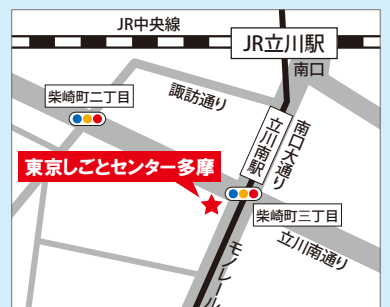 JR中央線
JR立川駅
南口
柴崎町二丁目
諏訪通り
立川南駅
南口大通り
東京しごとセンター多摩
柴崎町三丁目
立川南通り
モノレール